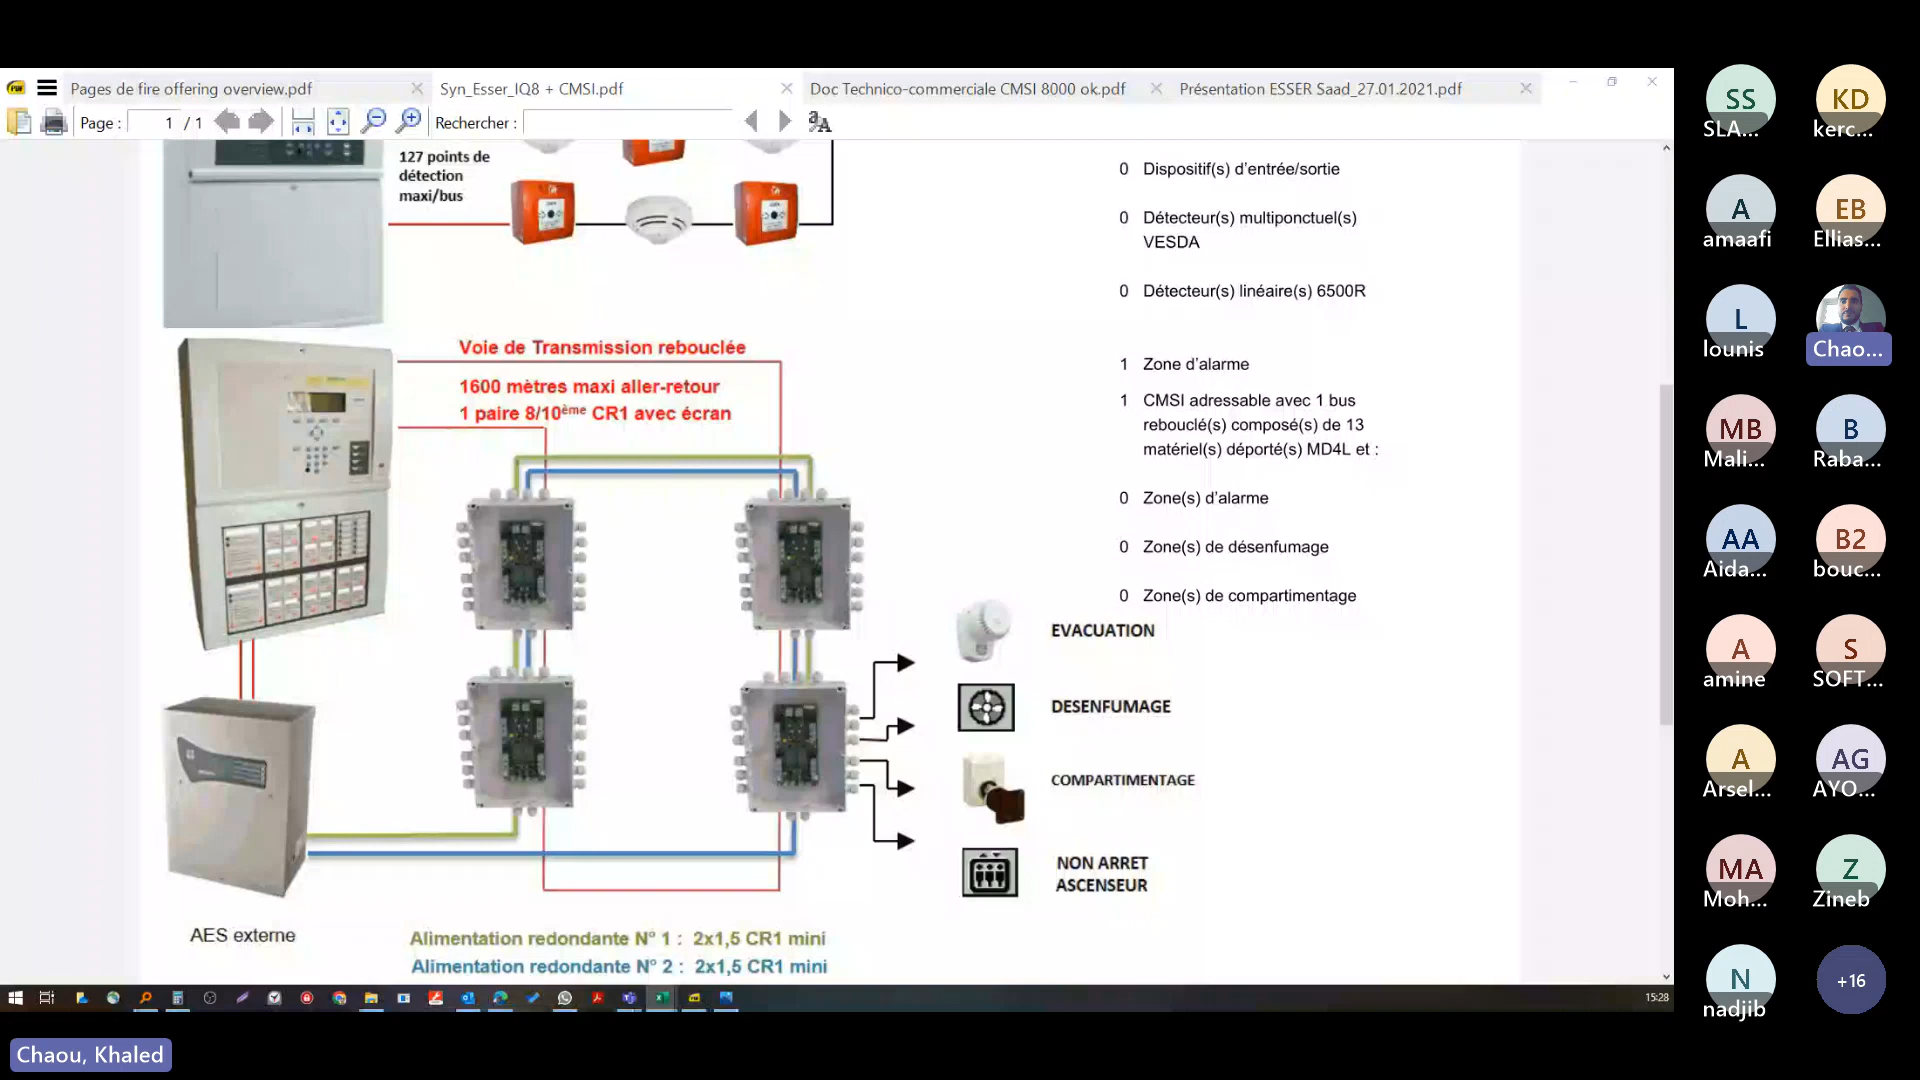 Pages de fire offering overview.pdf
Syn_Esser_IQ8 + CMSI.pdf
Doc Technico-commerciale CMSI 8000 ok.pdf
Présentation ESSER Saad_27.01.2021.pdf
Page : 1 / 1
Rechercher :
127 points de
détection
maxi/bus
Voie de Transmission rebouclée
1600 mètres maxi aller-retour
1 paire 8/10ème CR1 avec écran
0 Dispositif(s) d'entrée/sortie
0 Détecteur(s) multiponctuel(s)
VESDA
0 Détecteur(s) linéaire(s) 6500R
1 Zone d'alarme
1 CMSI adressable avec 1 bus
rebouclé(s) composé(s) de 13
matériel(s) déporté(s) MD4L et :
0 Zone(s) d'alarme
0 Zone(s) de désenfumage
0 Zone(s) de compartimentage
EVACUATION
DESENFUMAGE
COMPARTIMENTAGE
NON ARRET
ASCENSEUR
AES externe
Alimentation redondante N° 1 : 2x1,5 CR1 mini
Alimentation redondante N° 2 : 2x1,5 CR1 mini
15:28
Chaou, Khaled
SS
SLA...
KD
kerc...
A
amaafi
EB
Ellias...
L
lounis
Chao...
MB
Mali...
B
Raba...
AA
Aida...
B2
bouc...
A
amine
S
SOFT...
A
Arsel...
AG
AYO...
MA
Moh...
Z
Zineb
N
nadjib
+16